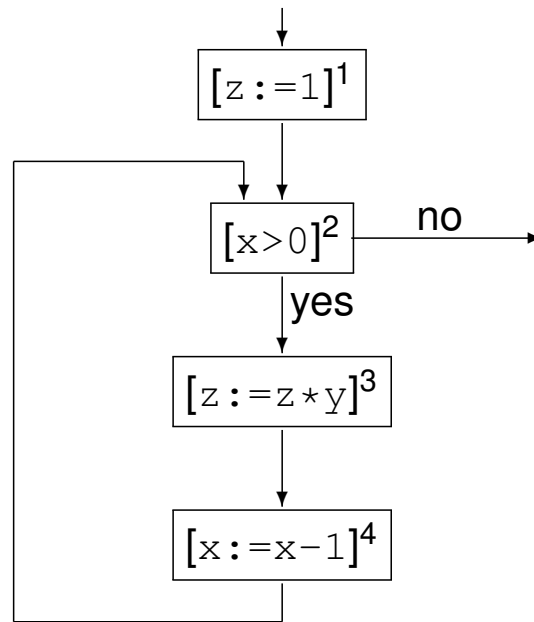 [z:=1]¹
[x>0]² no
yes
[z:=z*y]³
[x:=x-1]⁴